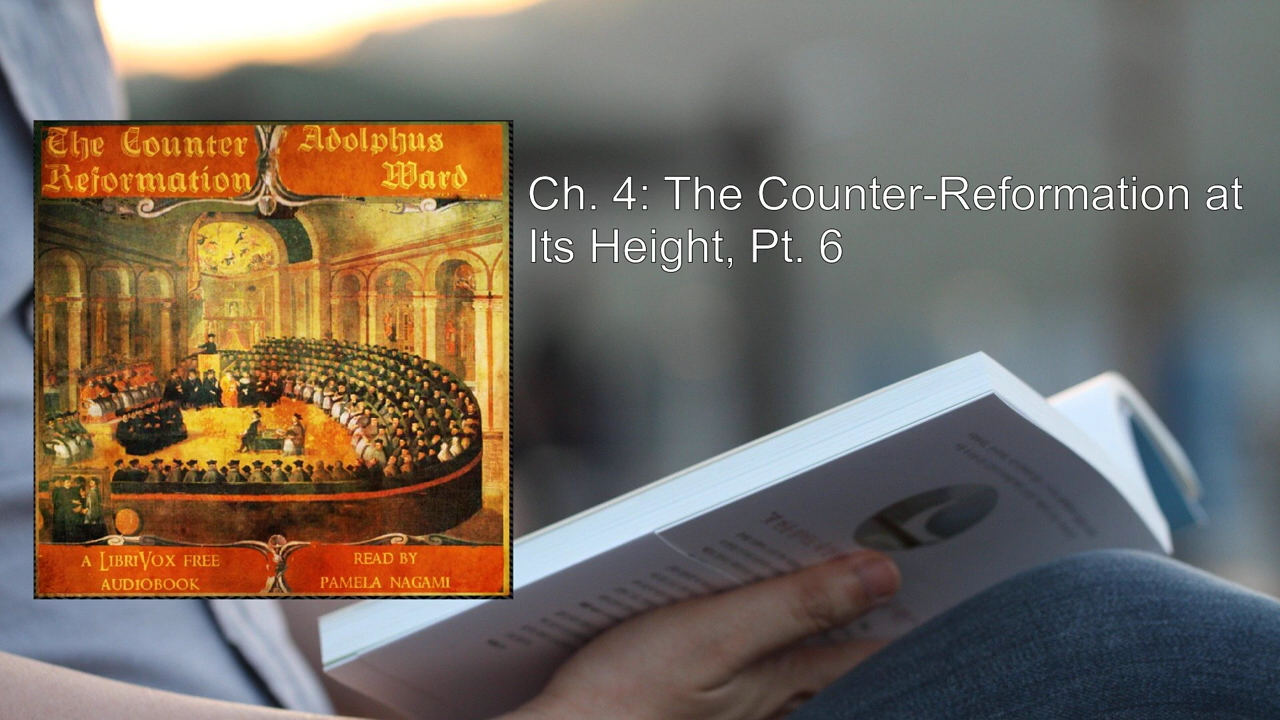 The Counter
Reformation
Adolphus
Ward
A LIBRIVOX FREE
AUDIOBOOK
READ BY
PAMELA NAGAMI
Ch. 4: The Counter-Reformation at
Its Height, Pt. 6